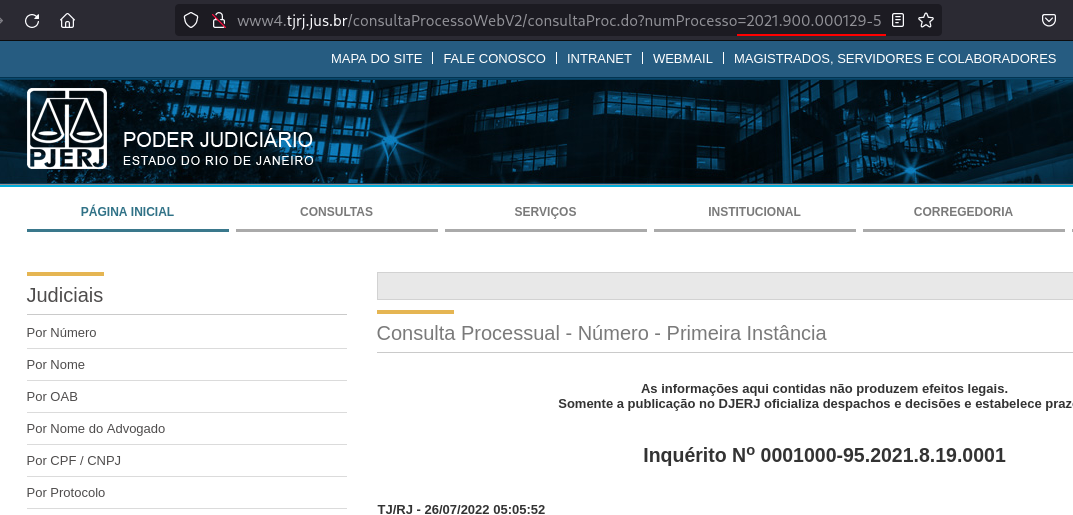 www4.tjrj.jus.br/consultaProcessoWebV2/consultaProc.do?numProcesso=2021.900.000129-5
MAPA DO SITE | FALE CONOSCO | INTRANET | WEBMAIL | MAGISTRADOS, SERVIDORES E COLABORADORES
PJERJ
PODER JUDICIÁRIO
ESTADO DO RIO DE JANEIRO
PÁGINA INICIAL CONSULTAS SERVIÇOS INSTITUCIONAL CORREGEDORIA
Judiciais
Por Número
Por Nome
Por OAB
Por Nome do Advogado
Por CPF / CNPJ
Por Protocolo
Consulta Processual - Número - Primeira Instância
As informações aqui contidas não produzem efeitos legais.
Somente a publicação no DJERJ oficializa despachos e decisões e estabelece praz
Inquérito Nº 0001000-95.2021.8.19.0001
TJ/RJ - 26/07/2022 05:05:52